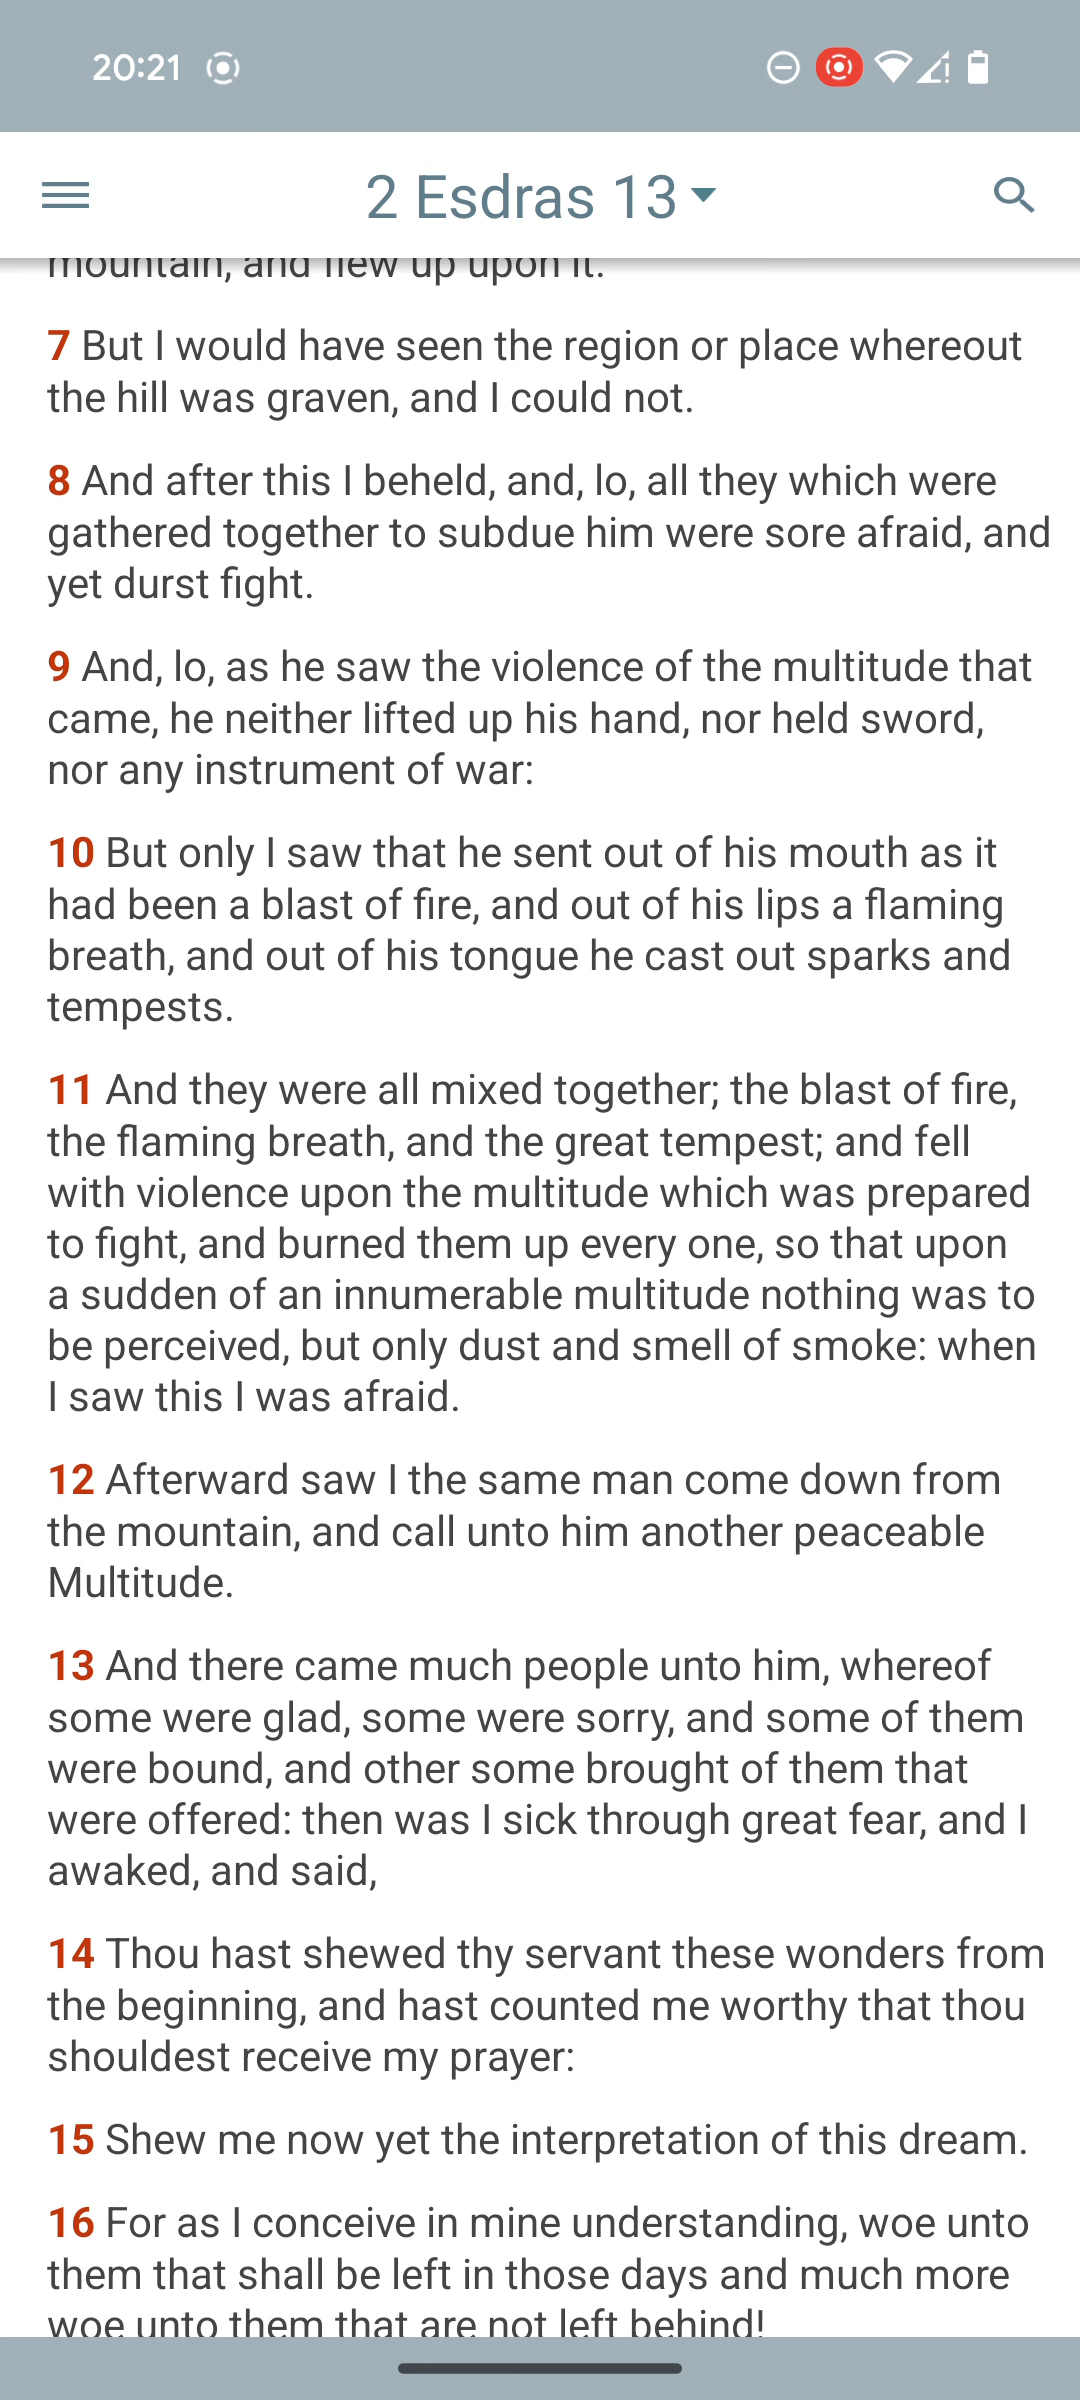 20:21
2 Esdras 13
mountain, and flew up upon it.
7 But I would have seen the region or place whereout
the hill was graven, and I could not.
8 And after this I beheld, and, lo, all they which were
gathered together to subdue him were sore afraid, and
yet durst fight.
9 And, lo, as he saw the violence of the multitude that
came, he neither lifted up his hand, nor held sword,
nor any instrument of war:
10 But only I saw that he sent out of his mouth as it
had been a blast of fire, and out of his lips a flaming
breath, and out of his tongue he cast out sparks and
tempests.
11 And they were all mixed together; the blast of fire,
the flaming breath, and the great tempest; and fell
with violence upon the multitude which was prepared
to fight, and burned them up every one, so that upon
a sudden of an innumerable multitude nothing was to
be perceived, but only dust and smell of smoke: when
I saw this I was afraid.
12 Afterward saw I the same man come down from
the mountain, and call unto him another peaceable
Multitude.
13 And there came much people unto him, whereof
some were glad, some were sorry, and some of them
were bound, and other some brought of them that
were offered: then was I sick through great fear, and I
awaked, and said,
14 Thou hast shewed thy servant these wonders from
the beginning, and hast counted me worthy that thou
shouldest receive my prayer:
15 Shew me now yet the interpretation of this dream.
16 For as I conceive in mine understanding, woe unto
them that shall be left in those days and much more
woe unto them that are not left behind!